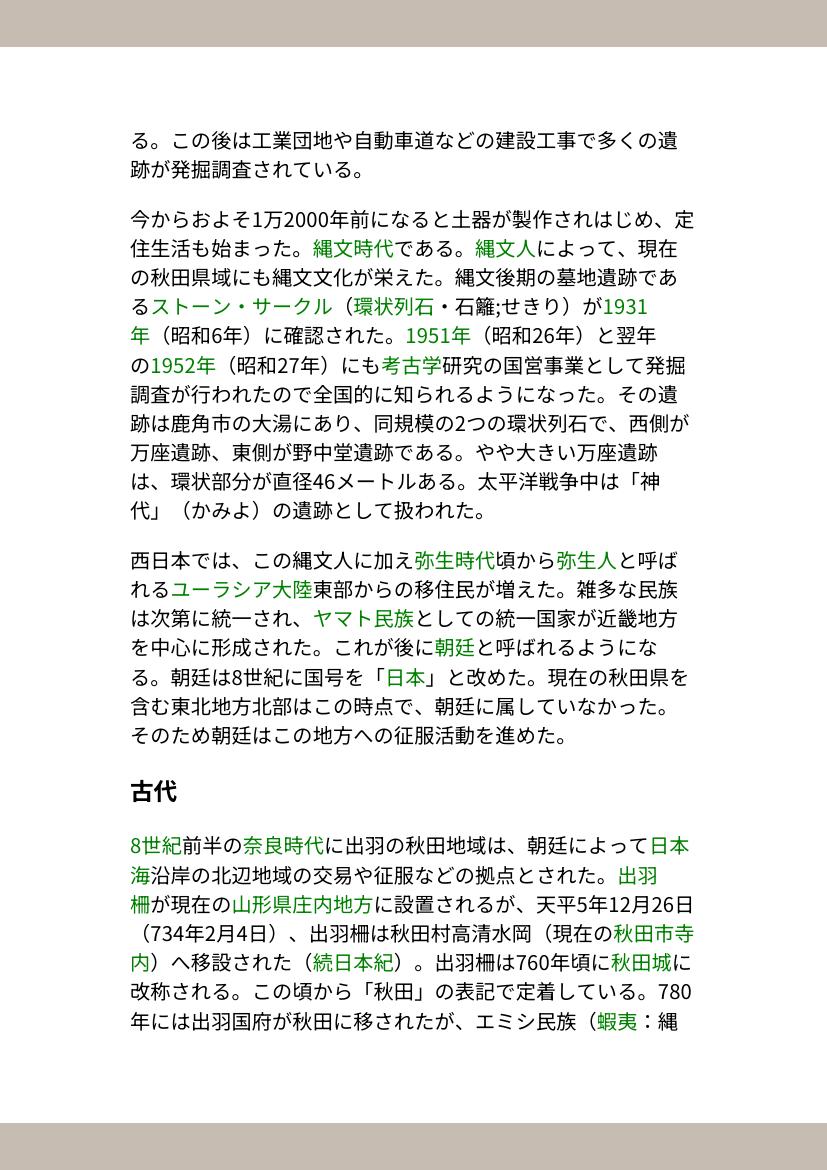 る。この後は工業団地や自動車道などの建設工事で多くの遺
跡が発掘調査されている。
今からおよそ1万2000年前になると土器が製作されはじめ、定
住生活も始まった。縄文時代である。縄文人によって、現在
の秋田県域にも縄文文化が栄えた。縄文後期の墓地遺跡であ
るストーン・サークル（環状列石・石籬;せきり）が1931
年（昭和6年）に確認された。1951年（昭和26年）と翌年
の1952年（昭和27年）にも考古学研究の国営事業として発掘
調査が行われたので全国的に知られるようになった。その遺
跡は鹿角市の大湯にあり、同規模の2つの環状列石で、西側が
万座遺跡、東側が野中堂遺跡である。やや大きい万座遺跡
は、環状部分が直径46メートルある。太平洋戦争中は「神
代」（かみよ）の遺跡として扱われた。
西日本では、この縄文人に加え弥生時代頃から弥生人と呼ば
れるユーラシア大陸東部からの移住民が増えた。雑多な民族
は次第に統一され、ヤマト民族としての統一国家が近畿地方
を中心に形成された。これが後に朝廷と呼ばれるようにな
る。朝廷は8世紀に国号を「日本」と改めた。現在の秋田県を
含む東北地方北部はこの時点で、朝廷に属していなかった。
そのため朝廷はこの地方への征服活動を進めた。
古代
8世紀前半の奈良時代に出羽の秋田地域は、朝廷によって日本
海沿岸の北辺地域の交易や征服などの拠点とされた。出羽
柵が現在の山形県庄内地方に設置されるが、天平5年12月26日
（734年2月4日）、出羽柵は秋田村高清水岡（現在の秋田市寺
内）へ移設された（続日本紀）。出羽柵は760年頃に秋田城に
改称される。この頃から「秋田」の表記で定着している。780
年には出羽国府が秋田に移されたが、エミシ民族（蝦夷：縄